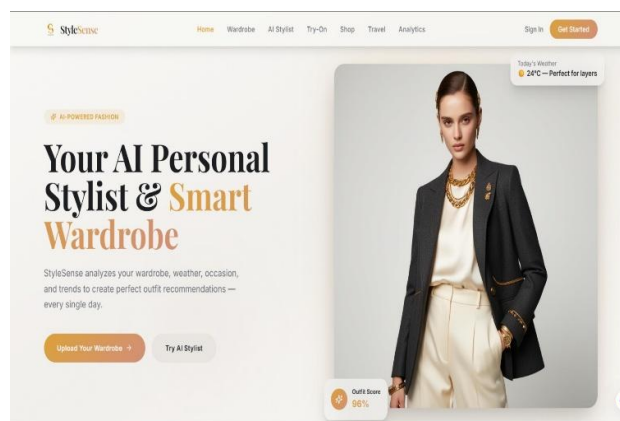 StyleSense
Home Wardrobe AI Stylist Try-On Shop Travel Analytics
Sign In Get Started
Today's Weather
24°C — Perfect for layers
AI-POWERED FASHION
Your AI Personal
Stylist & Smart
Wardrobe
StyleSense analyzes your wardrobe, weather, occasion,
and trends to create perfect outfit recommendations —
every single day.
Upload Your Wardrobe →
Try AI Stylist
Outfit Score
96%